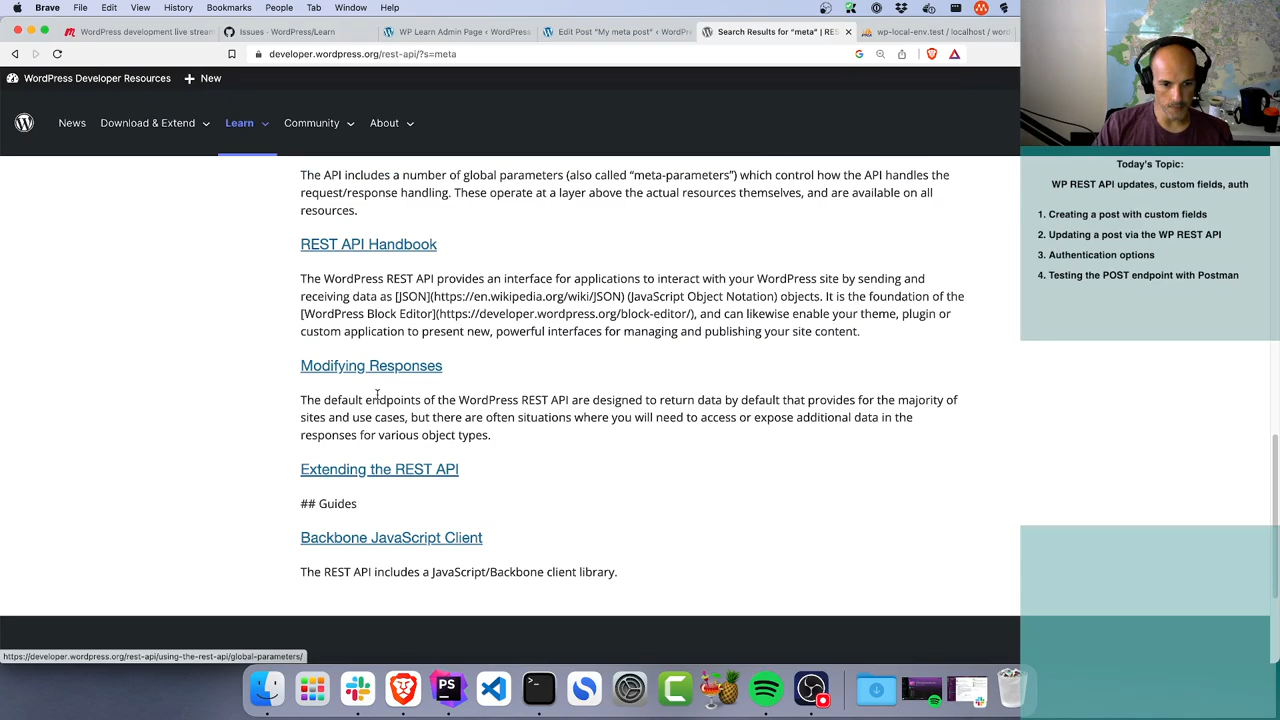 Brave File Edit View History Bookmarks People Tab Window Help
WordPress development live strean
Issues · WordPress/Learn
WP Learn Admin Page ‹ WordPres
Edit Post “My meta post” ‹ WordPr
Search Results for “meta” | RES
wp-local-env.test / localhost / word
developer.wordpress.org/rest-api/?s=meta
WordPress Developer Resources New
News Download & Extend Learn Community About
The API includes a number of global parameters (also called “meta-parameters”) which control how the API handles the
request/response handling. These operate at a layer above the actual resources themselves, and are available on all
resources.
REST API Handbook
The WordPress REST API provides an interface for applications to interact with your WordPress site by sending and
receiving data as [JSON](https://en.wikipedia.org/wiki/JSON) (JavaScript Object Notation) objects. It is the foundation of the
[WordPress Block Editor](https://developer.wordpress.org/block-editor/), and can likewise enable your theme, plugin or
custom application to present new, powerful interfaces for managing and publishing your site content.
Modifying Responses
The default endpoints of the WordPress REST API are designed to return data by default that provides for the majority of
sites and use cases, but there are often situations where you will need to access or expose additional data in the
responses for various object types.
Extending the REST API
## Guides
Backbone JavaScript Client
The REST API includes a JavaScript/Backbone client library.
https://developer.wordpress.org/rest-api/using-the-rest-api/global-parameters/
Today's Topic:
WP REST API updates, custom fields, auth
1. Creating a post with custom fields
2. Updating a post via the WP REST API
3. Authentication options
4. Testing the POST endpoint with Postman
PS